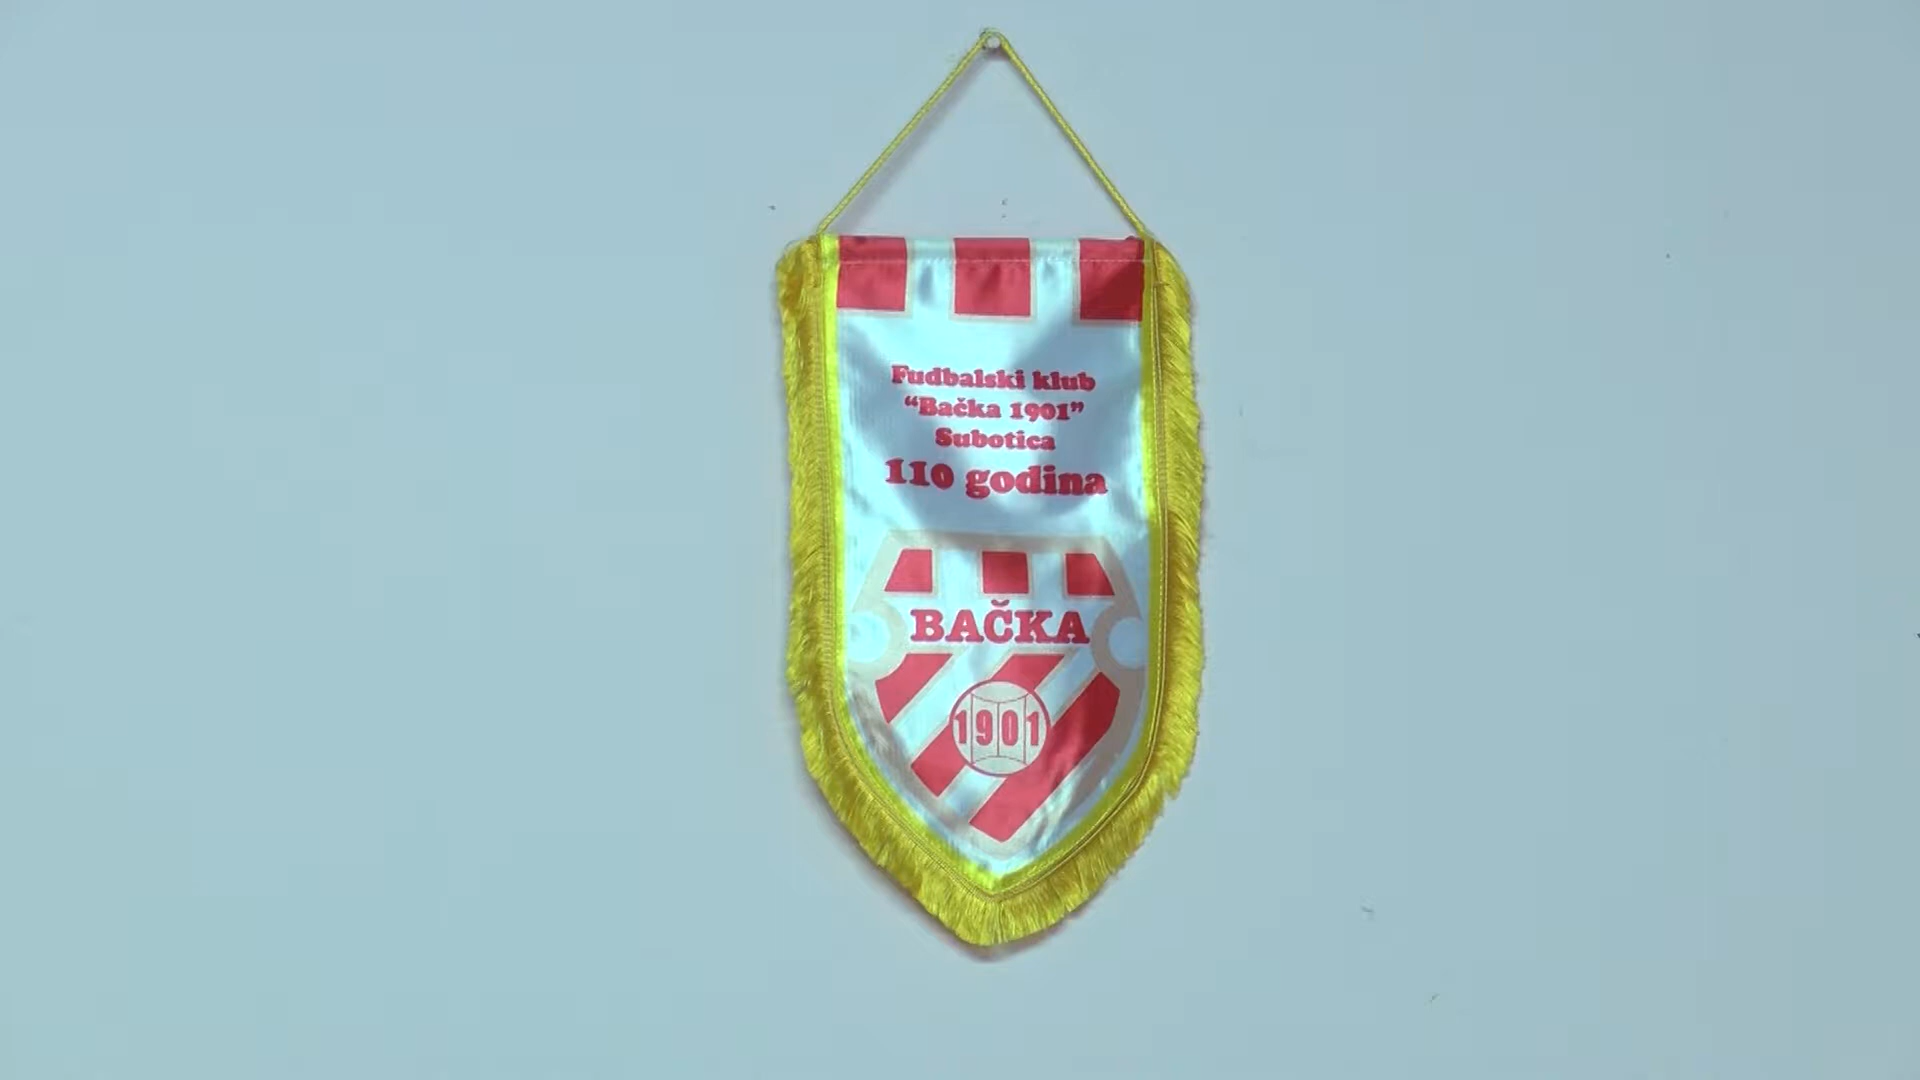 Fudbalski klub
“Bačka 1901”
Subotica
110 godina
BAČKA
1901